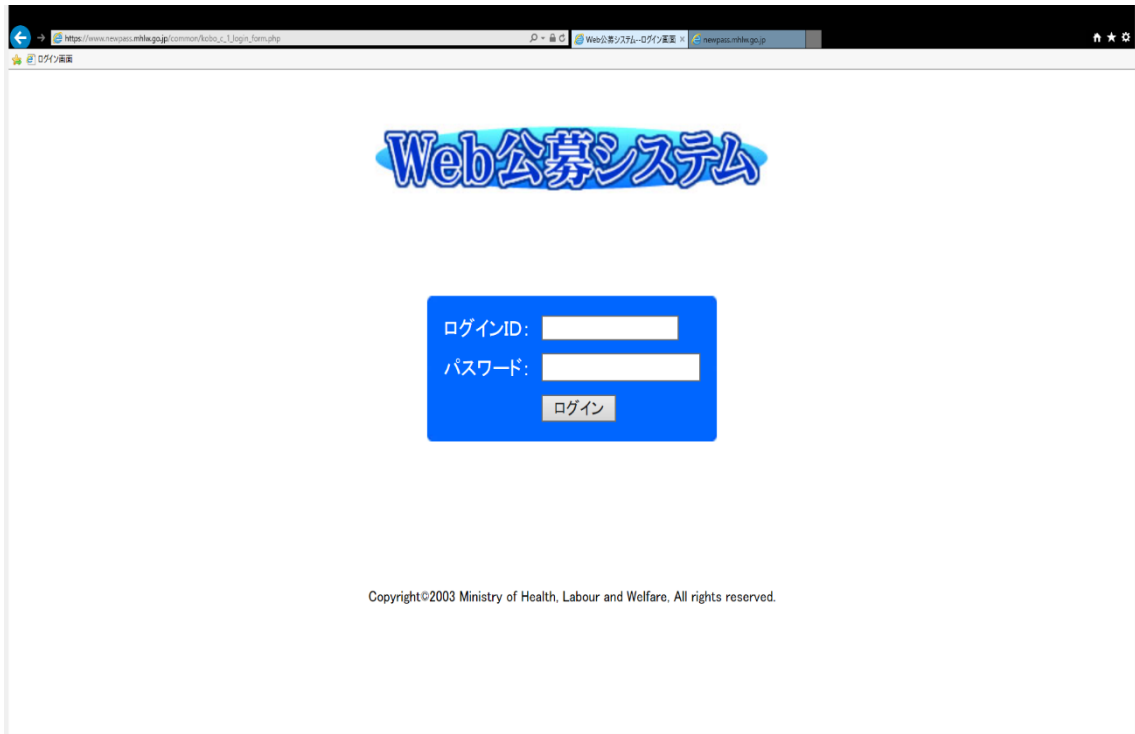 https://www.newpass.mhlw.go.jp/common/kobo_c_1_login_form.php
Web公募システム--ログイン画面
newpass.mhlw.go.jp
ログイン画面
Web公募システム
ログインID:
パスワード:
ログイン
Copyright©2003 Ministry of Health, Labour and Welfare, All rights reserved.